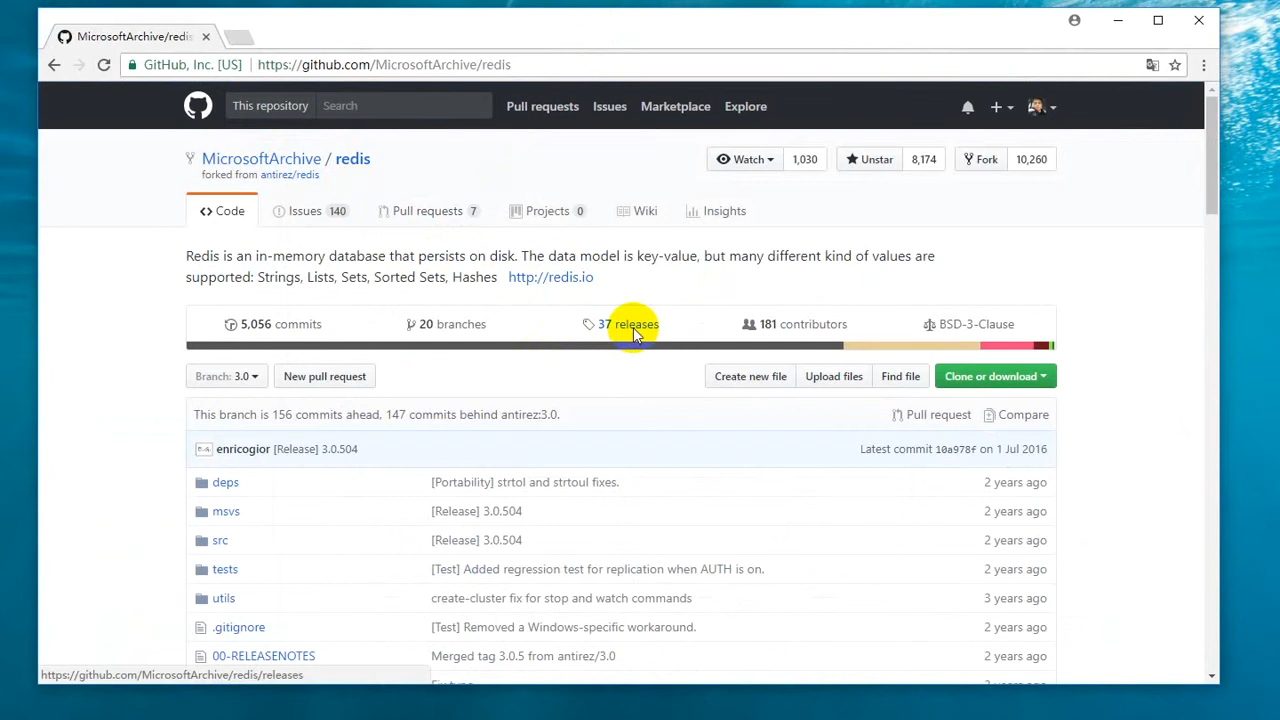 MicrosoftArchive/redis
GitHub, Inc. [US] https://github.com/MicrosoftArchive/redis
This repository Search Pull requests Issues Marketplace Explore
MicrosoftArchive / redis Watch 1,030 Unstar 8,174 Fork 10,260
forked from antirez/redis
Code Issues 140 Pull requests 7 Projects 0 Wiki Insights
Redis is an in-memory database that persists on disk. The data model is key-value, but many different kind of values are
supported: Strings, Lists, Sets, Sorted Sets, Hashes http://redis.io
5,056 commits 20 branches 37 releases 181 contributors BSD-3-Clause
Branch: 3.0 New pull request Create new file Upload files Find file Clone or download
This branch is 156 commits ahead, 147 commits behind antirez:3.0. Pull request Compare
enricogior [Release] 3.0.504 Latest commit 10a978f on 1 Jul 2016
deps [Portability] strtol and strtoul fixes. 2 years ago
msvs [Release] 3.0.504 2 years ago
src [Release] 3.0.504 2 years ago
tests [Test] Added regression test for replication when AUTH is on. 2 years ago
utils create-cluster fix for stop and watch commands 3 years ago
.gitignore [Test] Removed a Windows-specific workaround. 2 years ago
00-RELEASENOTES Merged tag 3.0.5 from antirez/3.0 2 years ago
https://github.com/MicrosoftArchive/redis/releases